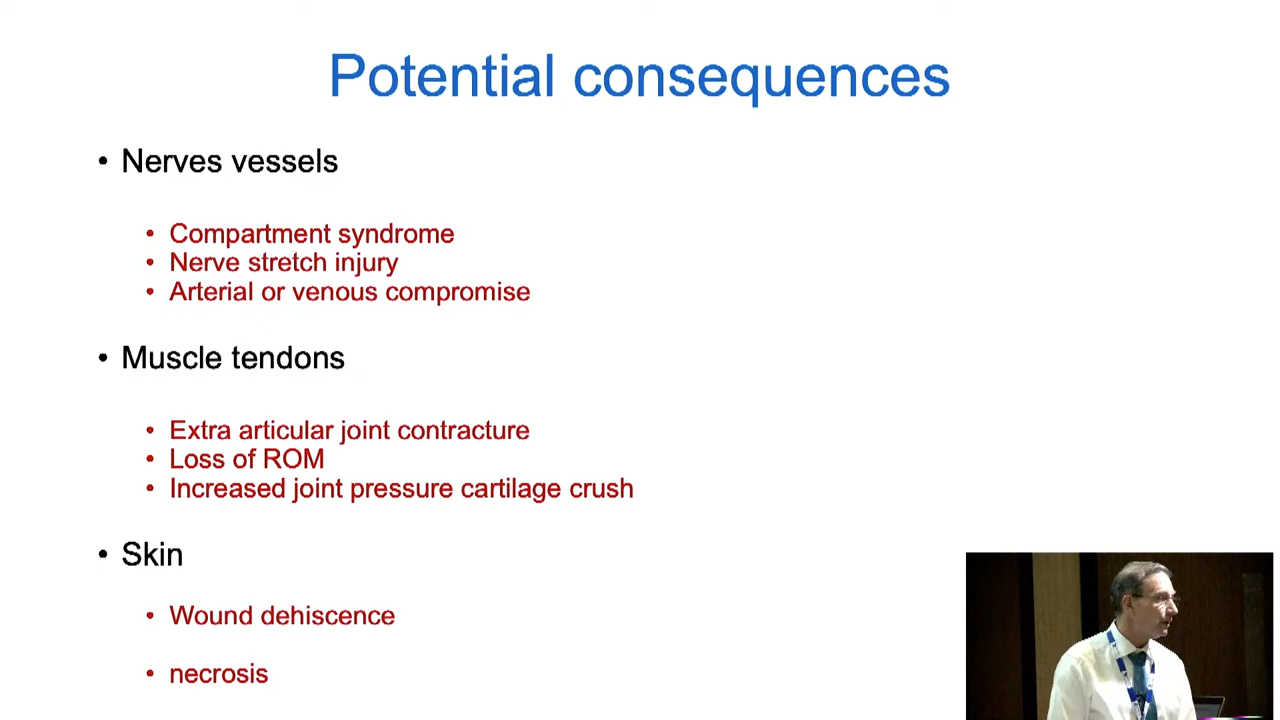 Potential consequences
• Nerves vessels
• Compartment syndrome
• Nerve stretch injury
• Arterial or venous compromise
• Muscle tendons
• Extra articular joint contracture
• Loss of ROM
• Increased joint pressure cartilage crush
• Skin
• Wound dehiscence
• necrosis